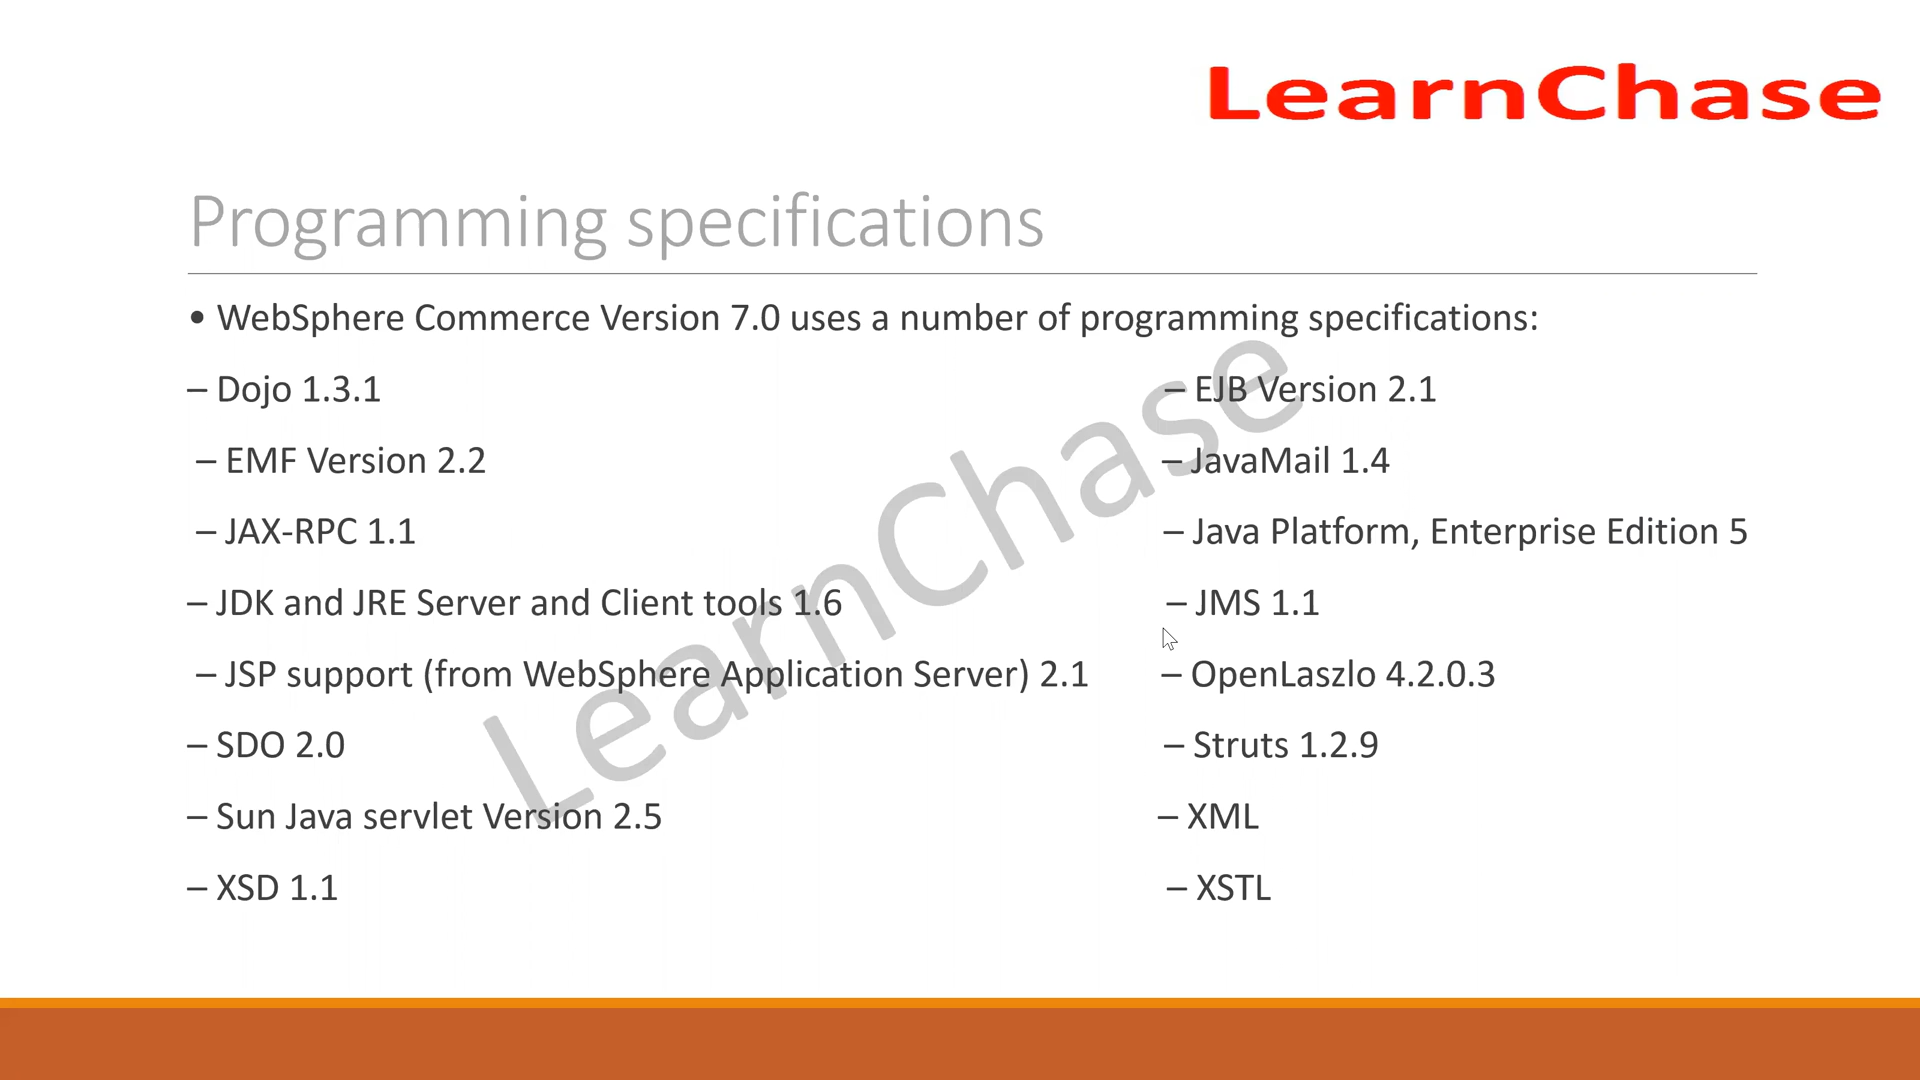 LearnChase
Programming specifications
• WebSphere Commerce Version 7.0 uses a number of programming specifications:
– Dojo 1.3.1 – EJB Version 2.1
– EMF Version 2.2 – JavaMail 1.4
– JAX-RPC 1.1 – Java Platform, Enterprise Edition 5
– JDK and JRE Server and Client tools 1.6 – JMS 1.1
– JSP support (from WebSphere Application Server) 2.1 – OpenLaszlo 4.2.0.3
– SDO 2.0 – Struts 1.2.9
– Sun Java servlet Version 2.5 – XML
– XSD 1.1 – XSTL
LearnChase